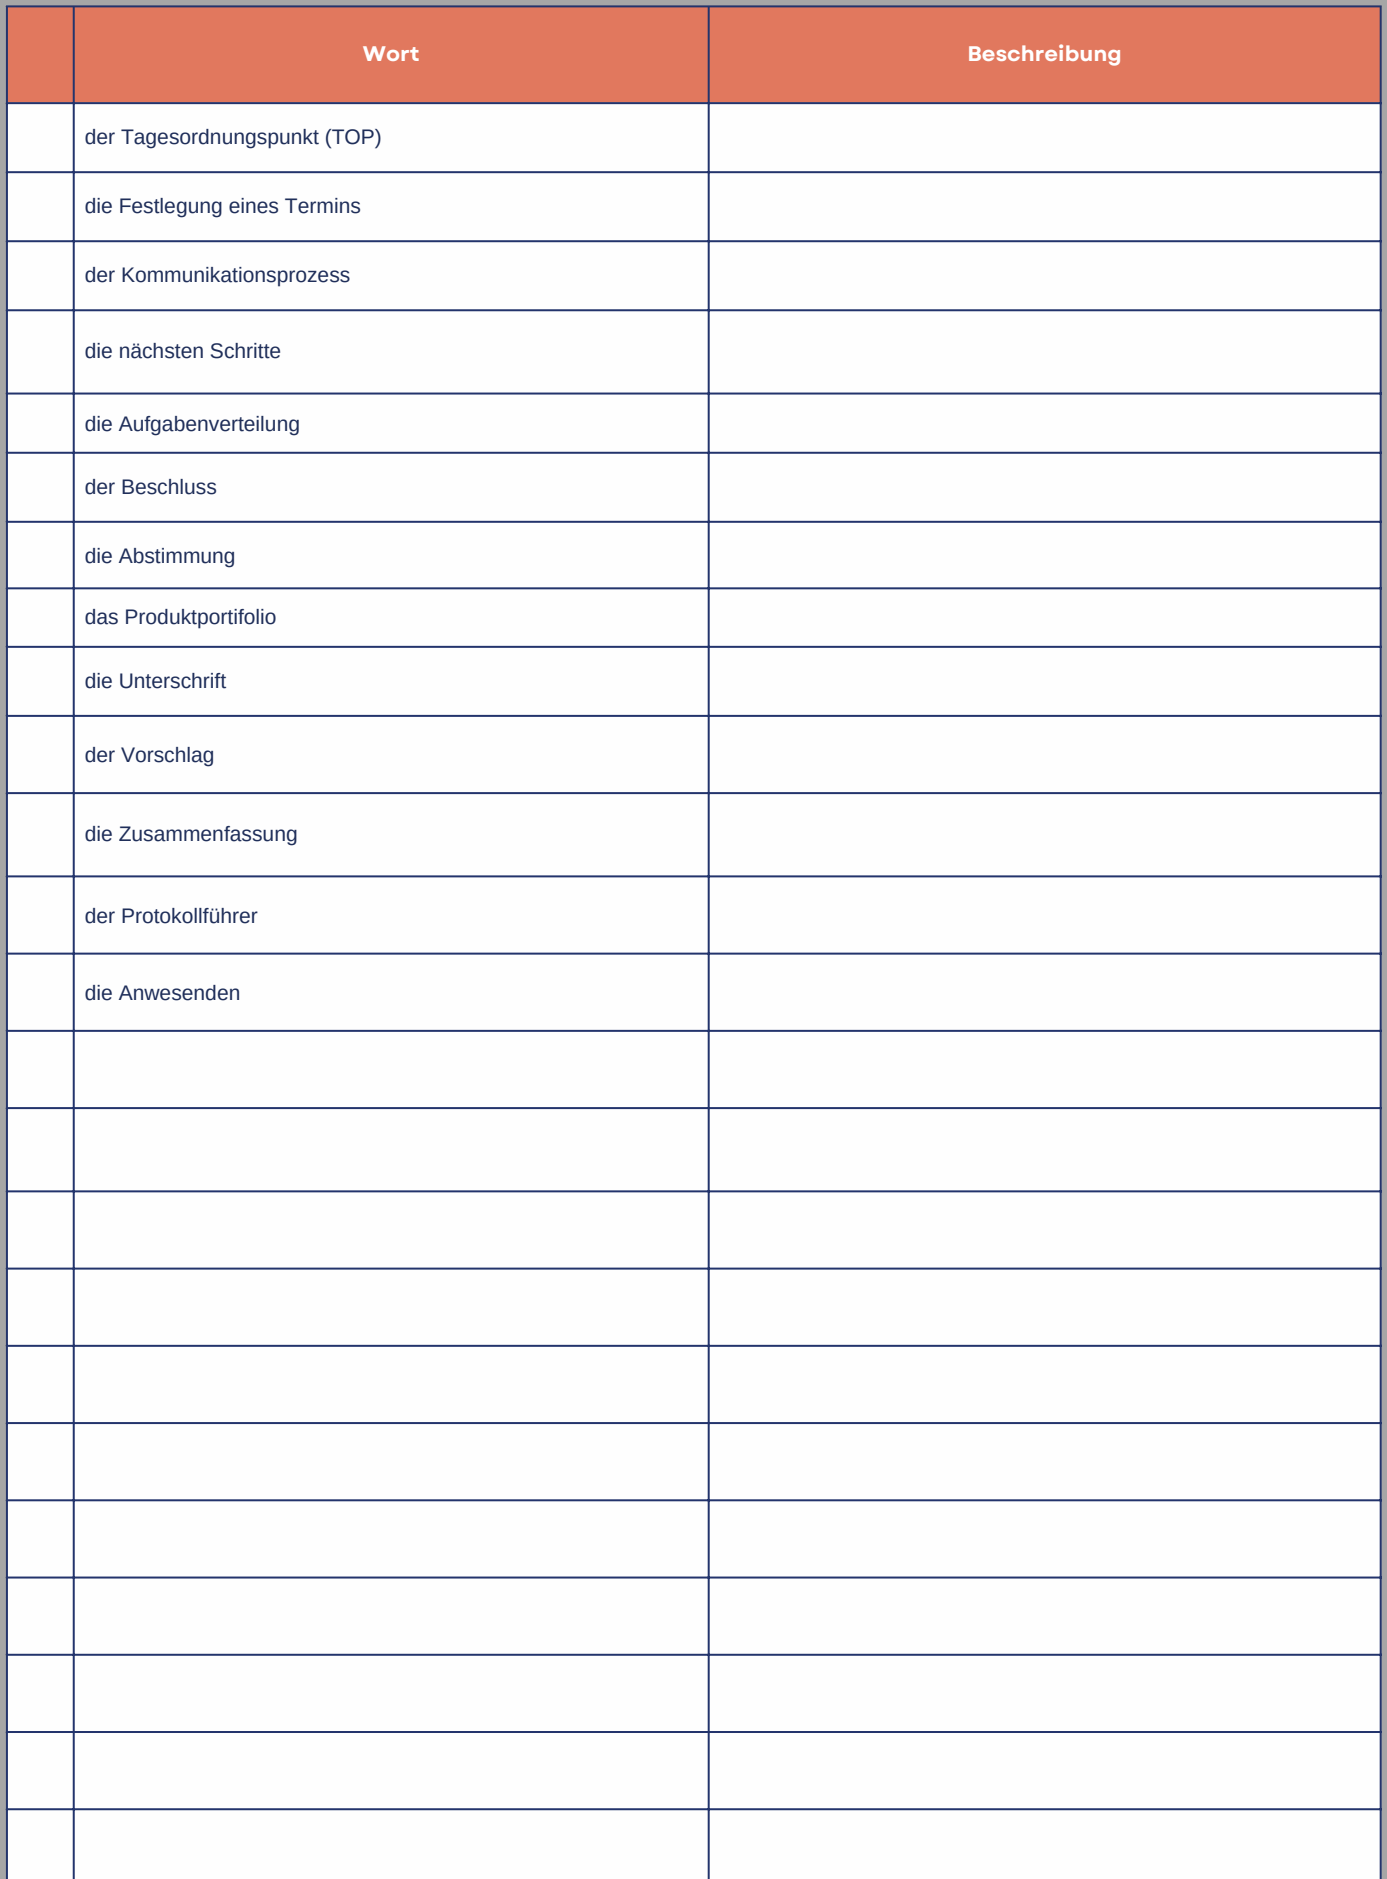 Wort
Beschreibung
der Tagesordnungspunkt (TOP)
die Festlegung eines Termins
der Kommunikationsprozess
die nächsten Schritte
die Aufgabenverteilung
der Beschluss
die Abstimmung
das Produktportifolio
die Unterschrift
der Vorschlag
die Zusammenfassung
der Protokollführer
die Anwesenden